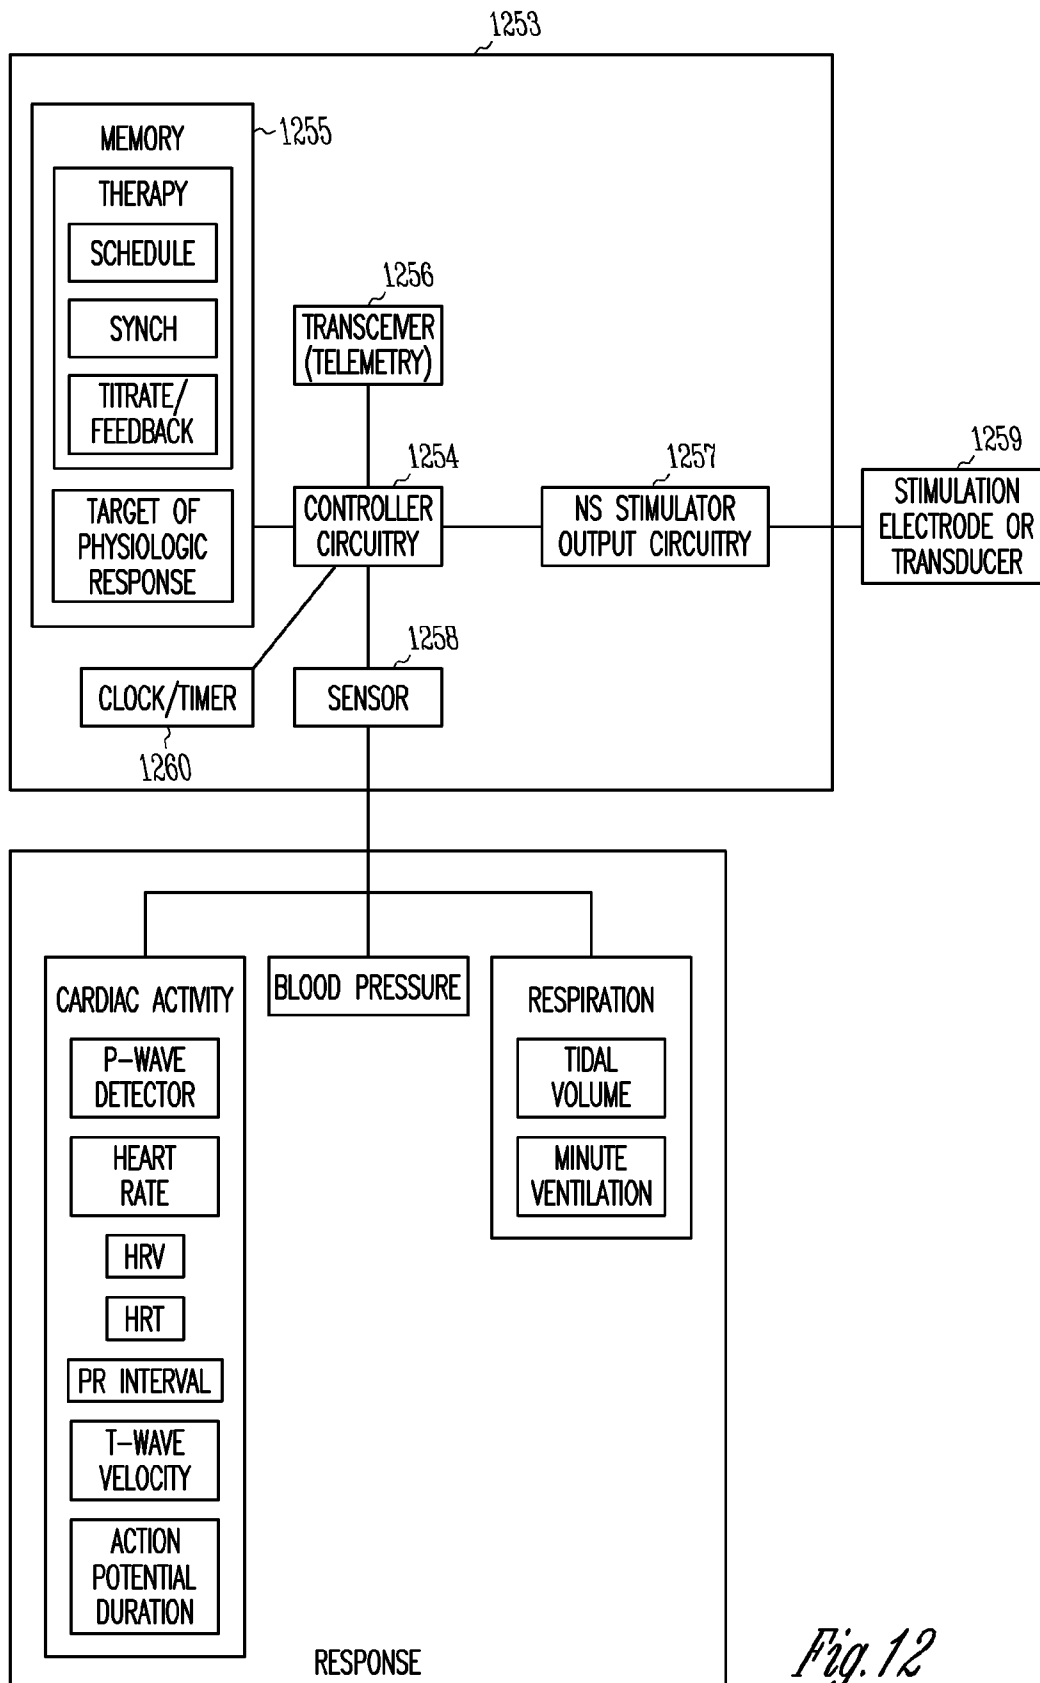 1253
MEMORY
1255
THERAPY
SCHEDULE
SYNCH
TITRATE/
FEEDBACK
TARGET OF
PHYSIOLOGIC
RESPONSE
1256
TRANSCEIVER
(TELEMETRY)
1254
CONTROLLER
CIRCUITRY
1257
NS STIMULATOR
OUTPUT CIRCUITRY
1259
STIMULATION
ELECTRODE OR
TRANSDUCER
1258
CLOCK/TIMER
SENSOR
1260
CARDIAC ACTIVITY
P-WAVE
DETECTOR
HEART
RATE
HRV
HRT
PR INTERVAL
T-WAVE
VELOCITY
ACTION
POTENTIAL
DURATION
BLOOD PRESSURE
RESPIRATION
TIDAL
VOLUME
MINUTE
VENTILATION
RESPONSE
Fig. 12